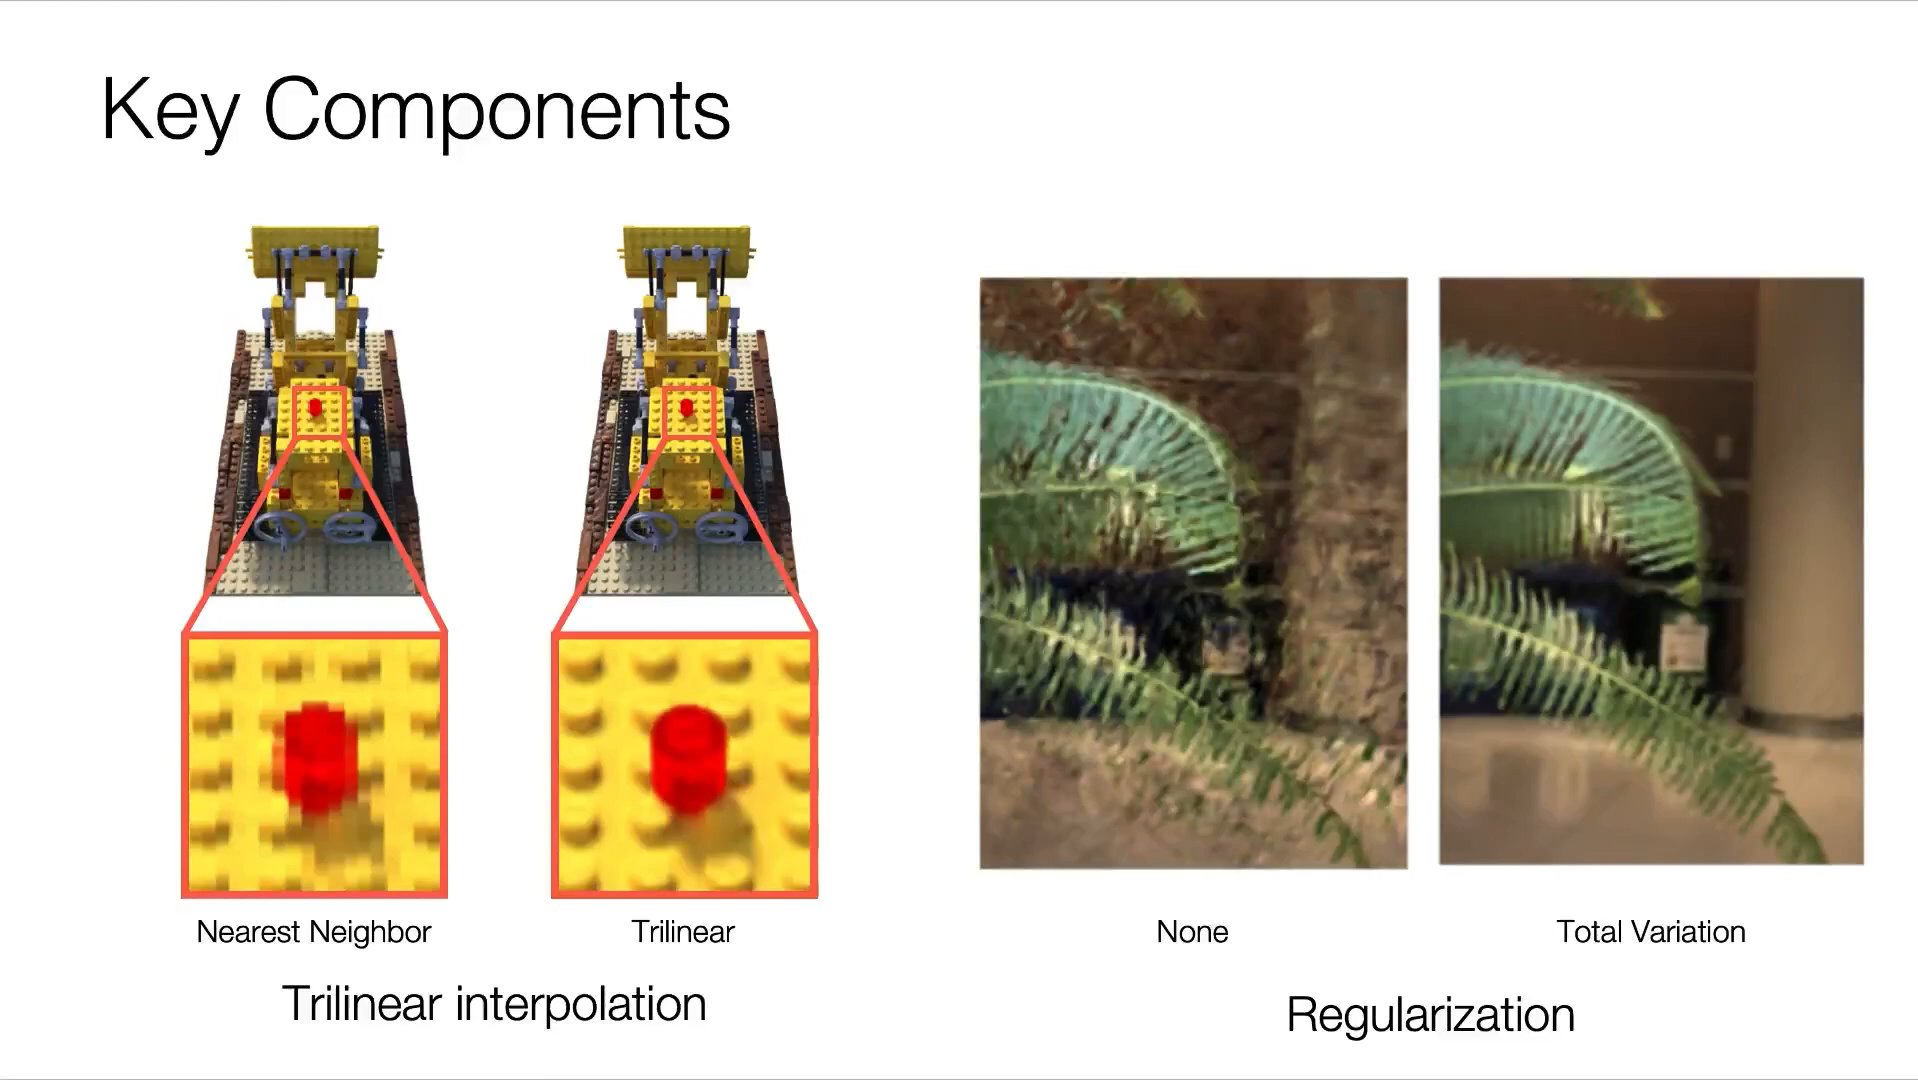 Key Components
Nearest Neighbor
Trilinear
None
Total Variation
Trilinear interpolation
Regularization